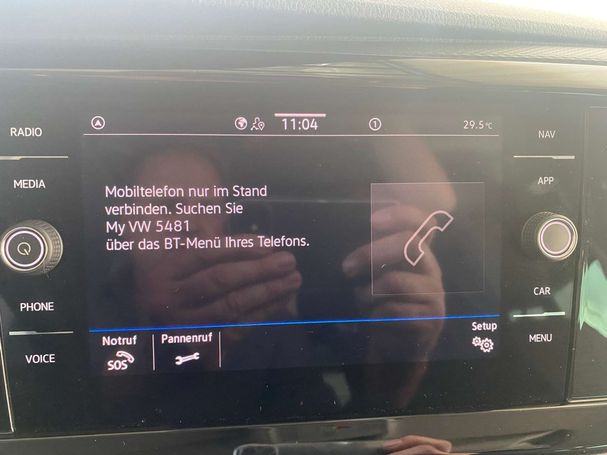 RADIO
MEDIA
PHONE
VOICE
11:04
1
29.5 °C
Mobiltelefon nur im Stand
verbinden. Suchen Sie
My VW 5481
über das BT-Menü Ihres Telefons.
Notruf
SOS
Pannenruf
Setup
NAV
APP
CAR
MENU